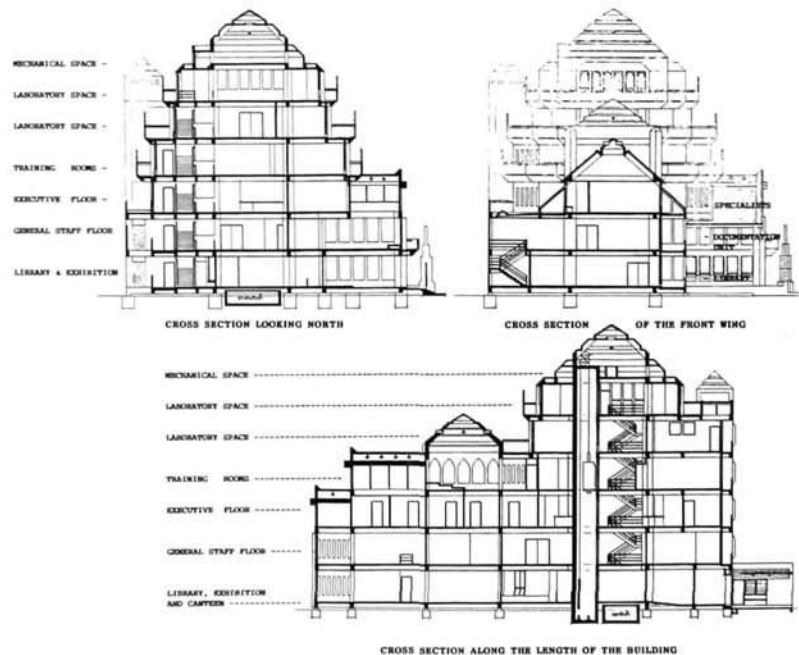 MECHANICAL SPACE
LABORATORY SPACE
LABORATORY SPACE
TRAINING ROOMS
EXECUTIVE FLOOR
GENERAL STAFF FLOOR
LIBRARY & EXHIBITION
CROSS SECTION LOOKING NORTH
SPECIALISTS
DOCUMENTATION
UNIT
LIBRARY
CROSS SECTION OF THE FRONT WING
MECHANICAL SPACE
LABORATORY SPACE
LABORATORY SPACE
TRAINING ROOMS
EXECUTIVE FLOOR
GENERAL STAFF FLOOR
LIBRARY, EXHIBITION
AND CANTEEN
CROSS SECTION ALONG THE LENGTH OF THE BUILDING